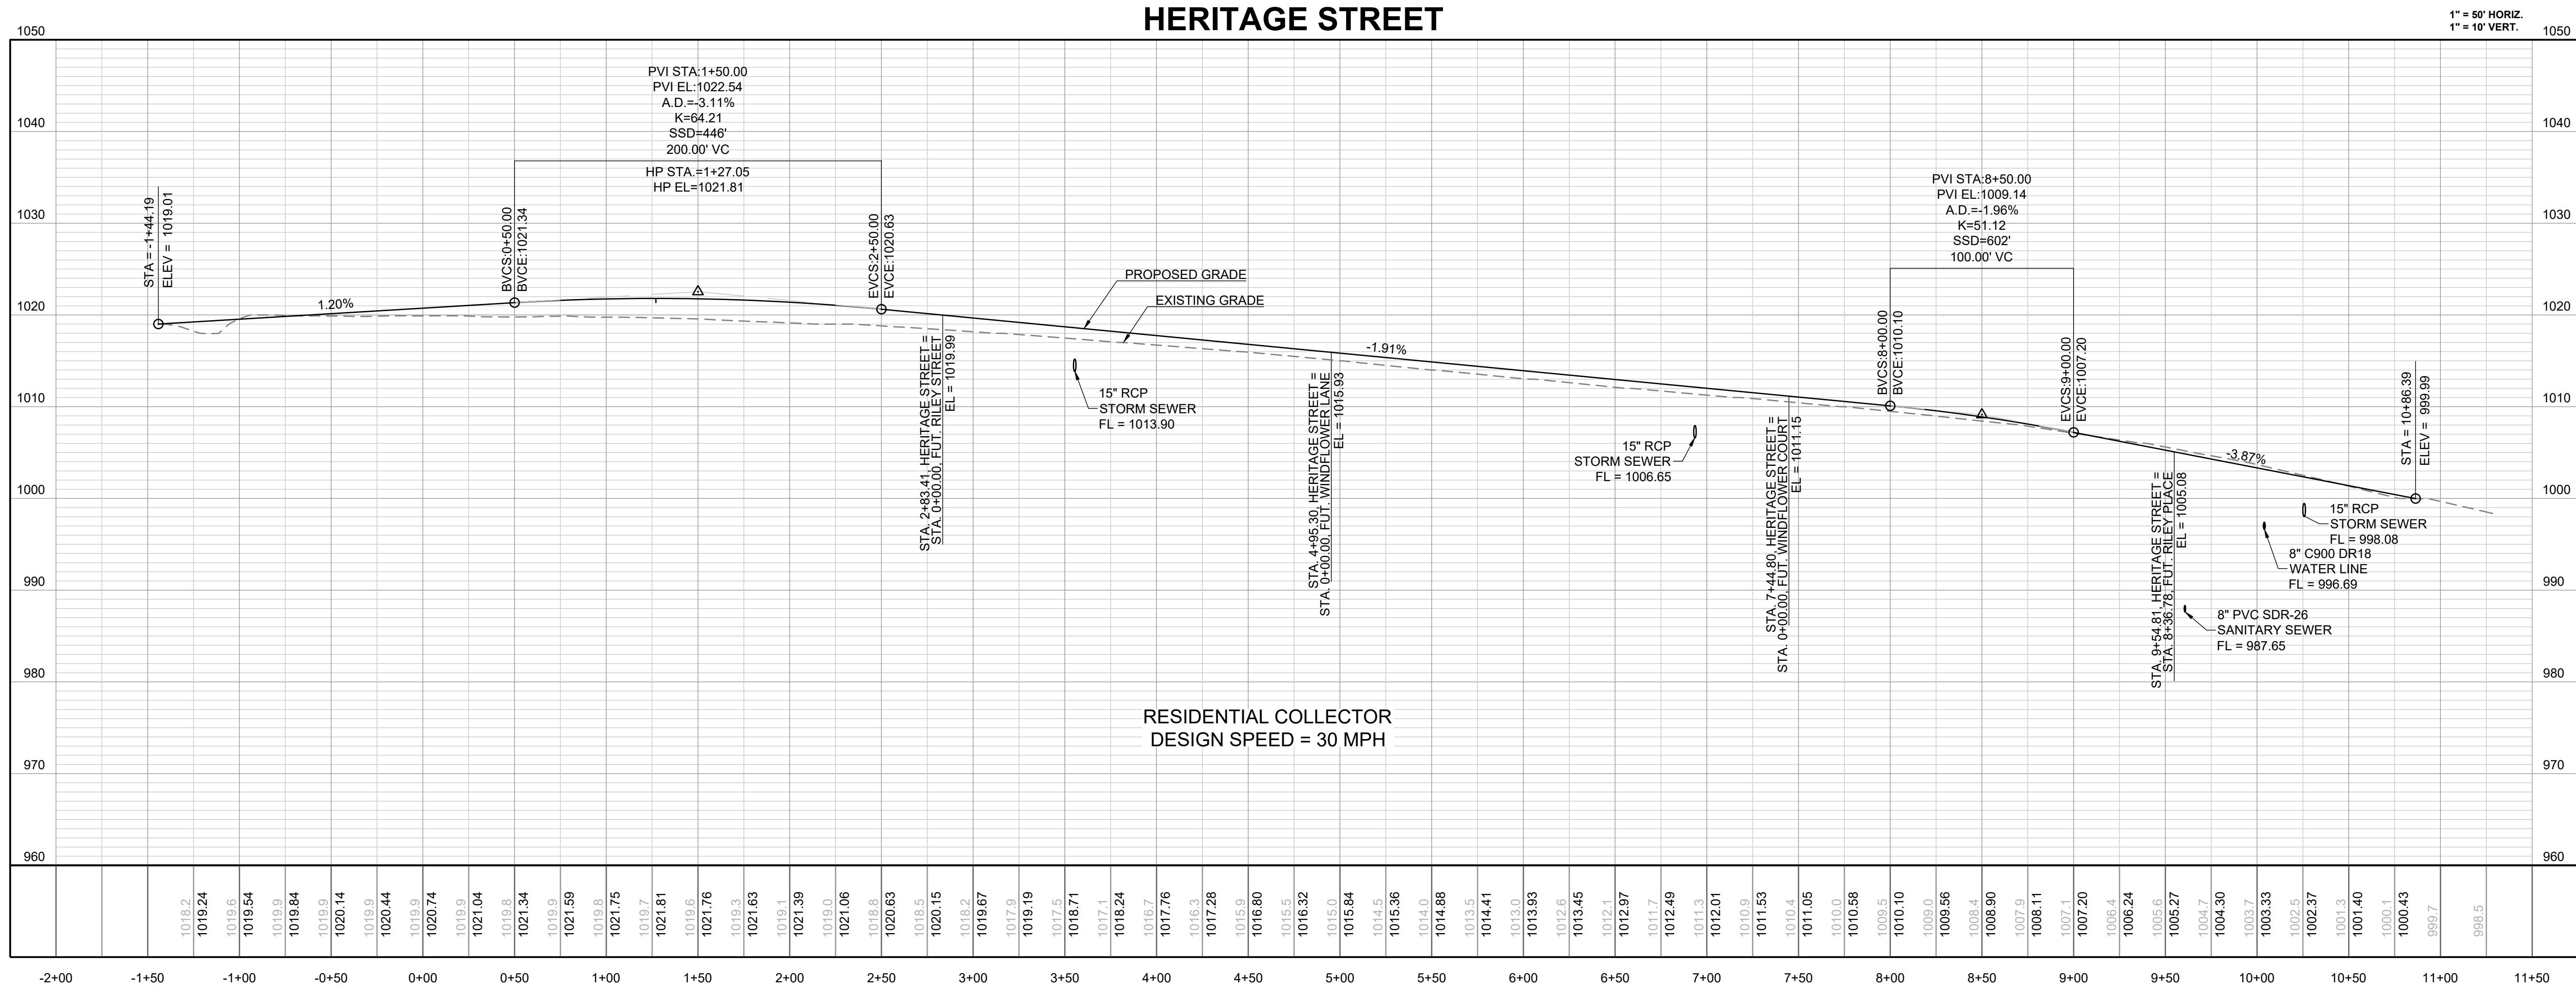 HERITAGE STREET
1" = 50' HORIZ.
1" = 10' VERT.
1050
1040
1030
1020
1010
1000
990
980
970
960
1050
1040
1030
1020
1010
1000
990
980
970
960
STA = -1+44.19
ELEV = 1019.01
1.20%
BVCS:0+50.00
BVCE:1021.34
PVI STA:1+50.00
PVI EL:1022.54
A.D.=-3.11%
K=64.21
SSD=446'
200.00' VC
HP STA.=1+27.05
HP EL=1021.81
EVCS:2+50.00
EVCE:1020.63
STA. 2+83.41, HERITAGE STREET =
STA. 0+00.00, FUT. RILEY STREET
EL = 1019.99
PROPOSED GRADE
EXISTING GRADE
15" RCP
STORM SEWER
FL = 1013.90
STA. 4+95.30, HERITAGE STREET =
STA. 0+00.00, FUT. WINDFLOWER LANE
EL = 1015.93
-1.91%
15" RCP
STORM SEWER
FL = 1006.65
STA. 7+44.80, HERITAGE STREET =
STA. 0+00.00, FUT. WINDFLOWER COURT
EL = 1011.15
BVCS:8+00.00
BVCE:1010.10
PVI STA:8+50.00
PVI EL:1009.14
A.D.=-1.96%
K=51.12
SSD=602'
100.00' VC
EVCS:9+00.00
EVCE:1007.20
STA. 9+54.81, HERITAGE STREET =
STA. 8+36.78, FUT. RILEY PLACE
EL = 1005.08
-3.87%
STA = 10+86.39
ELEV = 999.99
15" RCP
STORM SEWER
FL = 998.08
8" C900 DR18
WATER LINE
FL = 996.69
8" PVC SDR-26
SANITARY SEWER
FL = 987.65
RESIDENTIAL COLLECTOR
DESIGN SPEED = 30 MPH
1018.2
1019.24
1019.6
1019.54
1019.9
1019.84
1019.9
1020.14
1019.9
1020.44
1019.9
1020.74
1019.9
1021.04
1019.8
1021.34
1019.9
1021.59
1019.8
1021.75
1019.7
1021.81
1019.6
1021.76
1019.3
1021.63
1019.1
1021.39
1019.0
1021.06
1018.8
1020.63
1018.5
1020.15
1018.2
1019.67
1017.9
1019.19
1017.5
1018.71
1017.1
1018.24
1016.7
1017.76
1016.3
1017.28
1015.9
1016.80
1015.5
1016.32
1015.0
1015.84
1014.5
1015.36
1014.0
1014.88
1013.5
1014.41
1013.0
1013.93
1012.6
1013.45
1012.1
1012.97
1011.7
1012.49
1011.3
1012.01
1010.9
1011.53
1010.4
1011.05
1010.0
1010.58
1009.5
1010.10
1009.0
1009.56
1008.4
1008.90
1007.9
1008.11
1007.1
1007.20
1006.4
1006.24
1005.6
1005.27
1004.7
1004.30
1003.7
1003.33
1002.5
1002.37
1001.3
1001.40
1000.1
1000.43
999.7
998.5
-2+00 -1+50 -1+00 -0+50 0+00 0+50 1+00 1+50 2+00 2+50 3+00 3+50 4+00 4+50 5+00 5+50 6+00 6+50 7+00 7+50 8+00 8+50 9+00 9+50 10+00 10+50 11+00 11+50